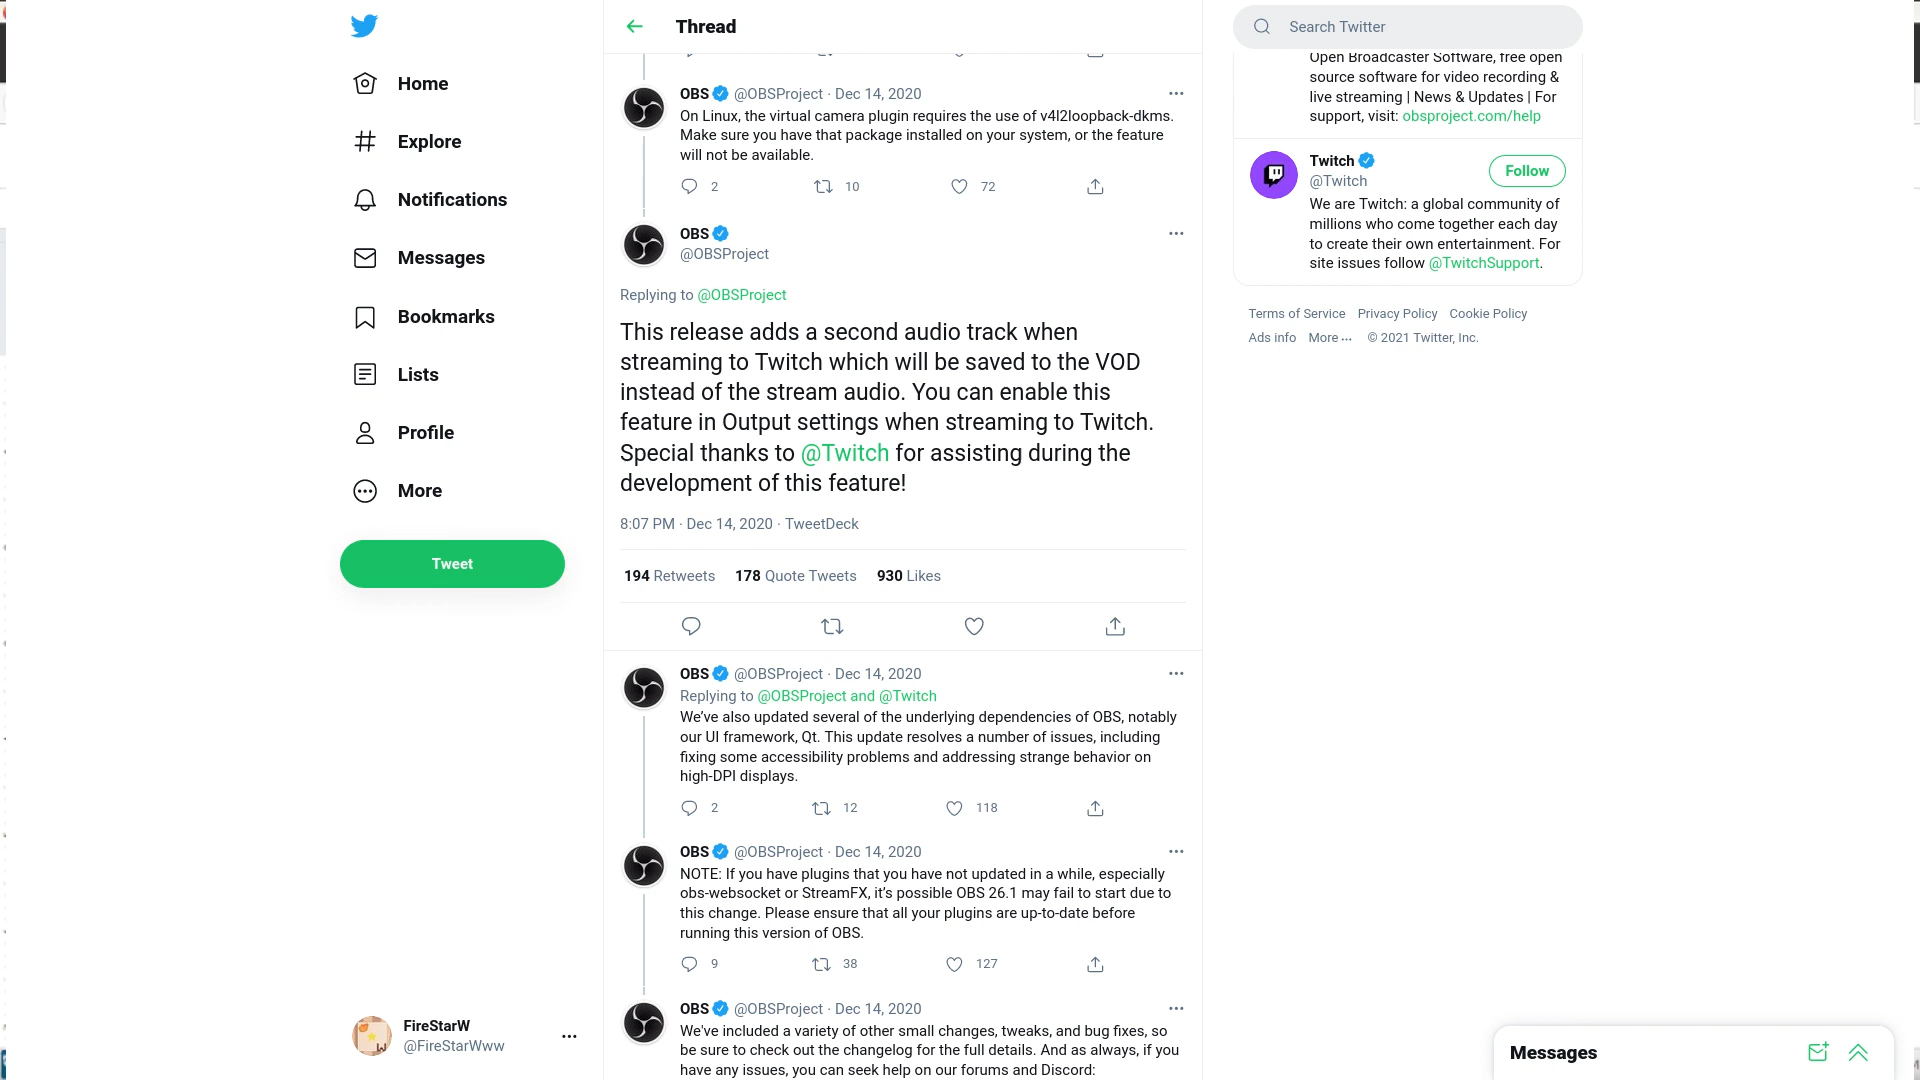 Home
Explore
Notifications
Messages
Bookmarks
Lists
Profile
More
Tweet
FireStarW
@FireStarWww
Thread
OBS @OBSProject · Dec 14, 2020
On Linux, the virtual camera plugin requires the use of v4l2loopback-dkms.
Make sure you have that package installed on your system, or the feature
will not be available.
2 10 72
OBS
@OBSProject
Replying to @OBSProject
This release adds a second audio track when
streaming to Twitch which will be saved to the VOD
instead of the stream audio. You can enable this
feature in Output settings when streaming to Twitch.
Special thanks to @Twitch for assisting during the
development of this feature!
8:07 PM · Dec 14, 2020 · TweetDeck
194 Retweets 178 Quote Tweets 930 Likes
OBS @OBSProject · Dec 14, 2020
Replying to @OBSProject and @Twitch
We’ve also updated several of the underlying dependencies of OBS, notably
our UI framework, Qt. This update resolves a number of issues, including
fixing some accessibility problems and addressing strange behavior on
high-DPI displays.
2 12 118
OBS @OBSProject · Dec 14, 2020
NOTE: If you have plugins that you have not updated in a while, especially
obs-websocket or StreamFX, it’s possible OBS 26.1 may fail to start due to
this change. Please ensure that all your plugins are up-to-date before
running this version of OBS.
9 38 127
OBS @OBSProject · Dec 14, 2020
We've included a variety of other small changes, tweaks, and bug fixes, so
be sure to check out the changelog for the full details. And as always, if you
have any issues, you can seek help on our forums and Discord:
Search Twitter
Open Broadcaster Software, free open
source software for video recording &
live streaming | News & Updates | For
support, visit: obsproject.com/help
Twitch
@Twitch
Follow
We are Twitch: a global community of
millions who come together each day
to create their own entertainment. For
site issues follow @TwitchSupport.
Terms of Service Privacy Policy Cookie Policy
Ads info More ··· © 2021 Twitter, Inc.
Messages